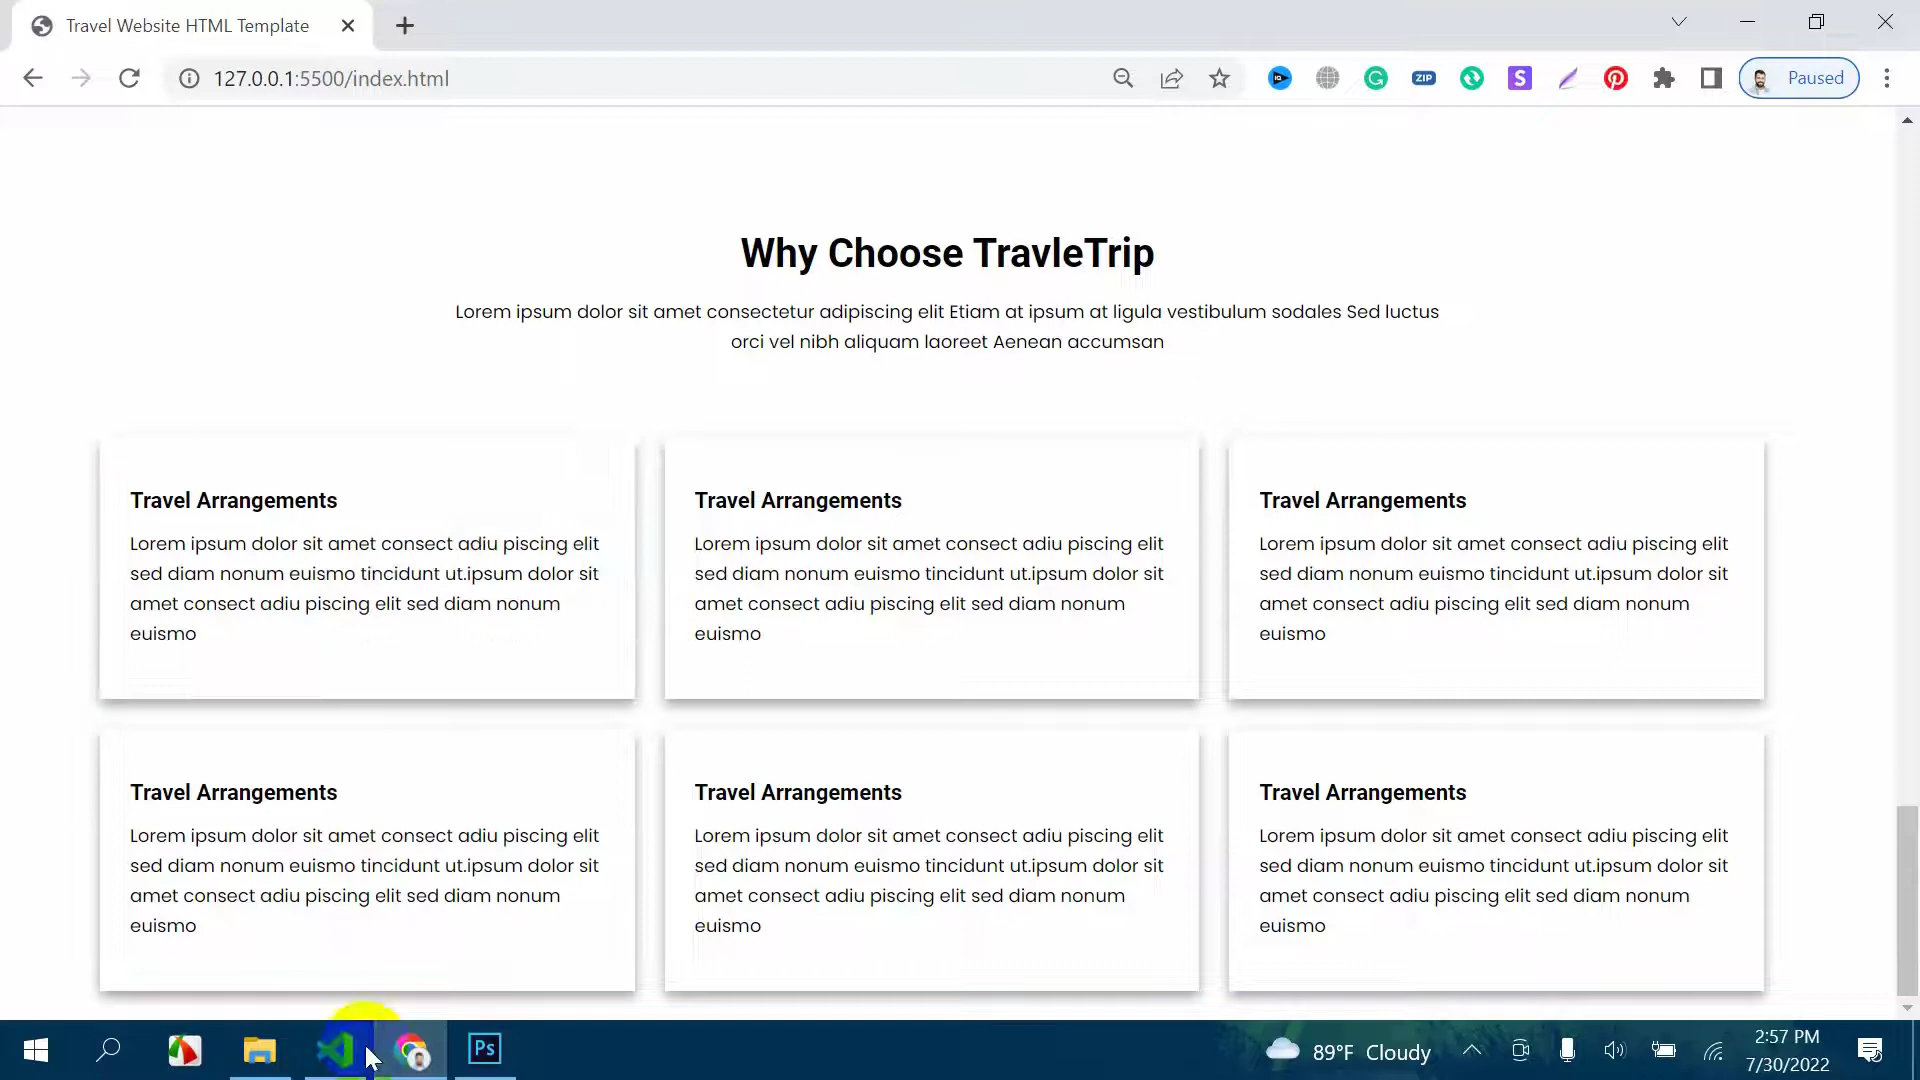 Travel Website HTML Template
127.0.0.1:5500/index.html
IQ
G
ZIP
S
Paused
Why Choose TravleTrip
Lorem ipsum dolor sit amet consectetur adipiscing elit Etiam at ipsum at ligula vestibulum sodales Sed luctus
orci vel nibh aliquam laoreet Aenean accumsan
Travel Arrangements
Lorem ipsum dolor sit amet consect adiu piscing elit
sed diam nonum euismo tincidunt ut.ipsum dolor sit
amet consect adiu piscing elit sed diam nonum
euismo
Travel Arrangements
Lorem ipsum dolor sit amet consect adiu piscing elit
sed diam nonum euismo tincidunt ut.ipsum dolor sit
amet consect adiu piscing elit sed diam nonum
euismo
Travel Arrangements
Lorem ipsum dolor sit amet consect adiu piscing elit
sed diam nonum euismo tincidunt ut.ipsum dolor sit
amet consect adiu piscing elit sed diam nonum
euismo
Travel Arrangements
Lorem ipsum dolor sit amet consect adiu piscing elit
sed diam nonum euismo tincidunt ut.ipsum dolor sit
amet consect adiu piscing elit sed diam nonum
euismo
Travel Arrangements
Lorem ipsum dolor sit amet consect adiu piscing elit
sed diam nonum euismo tincidunt ut.ipsum dolor sit
amet consect adiu piscing elit sed diam nonum
euismo
Travel Arrangements
Lorem ipsum dolor sit amet consect adiu piscing elit
sed diam nonum euismo tincidunt ut.ipsum dolor sit
amet consect adiu piscing elit sed diam nonum
euismo
Ps
89°F Cloudy
2:57 PM
7/30/2022